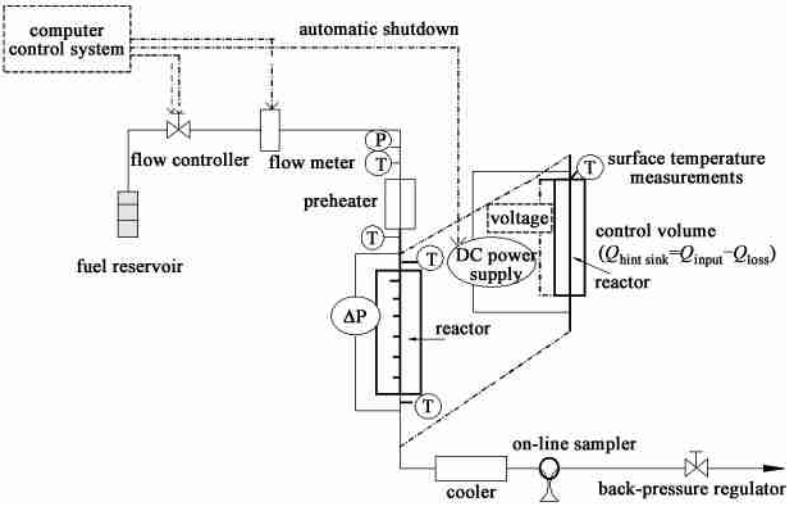 computer
control system
automatic shutdown
P
flow controller
flow meter
T
T
surface temperature
measurements
preheater
voltage
control volume
(Qhint sink=Qinput−Qloss)
T
fuel reservoir
T
DC power
supply
reactor
ΔP
reactor
T
on-line sampler
cooler
back-pressure regulator